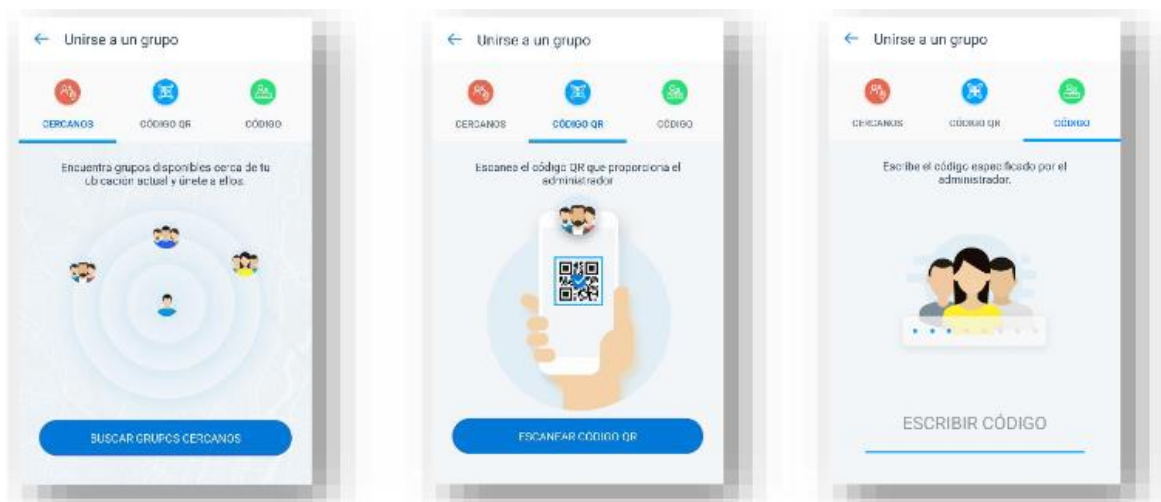 Unirse a un grupo
CERCANOS CÓDIGO QR CÓDIGO
Encuentra grupos disponibles cerca de tu
ubicación actual y únete a ellos.
BUSCAR GRUPOS CERCANOS
Unirse a un grupo
CERCANOS CÓDIGO QR CÓDIGO
Escanea el código QR que proporciona el
administrador
ESCANEAR CÓDIGO QR
Unirse a un grupo
CERCANOS CÓDIGO QR CÓDIGO
Escribe el código especificado por el
administrador.
ESCRIBIR CÓDIGO